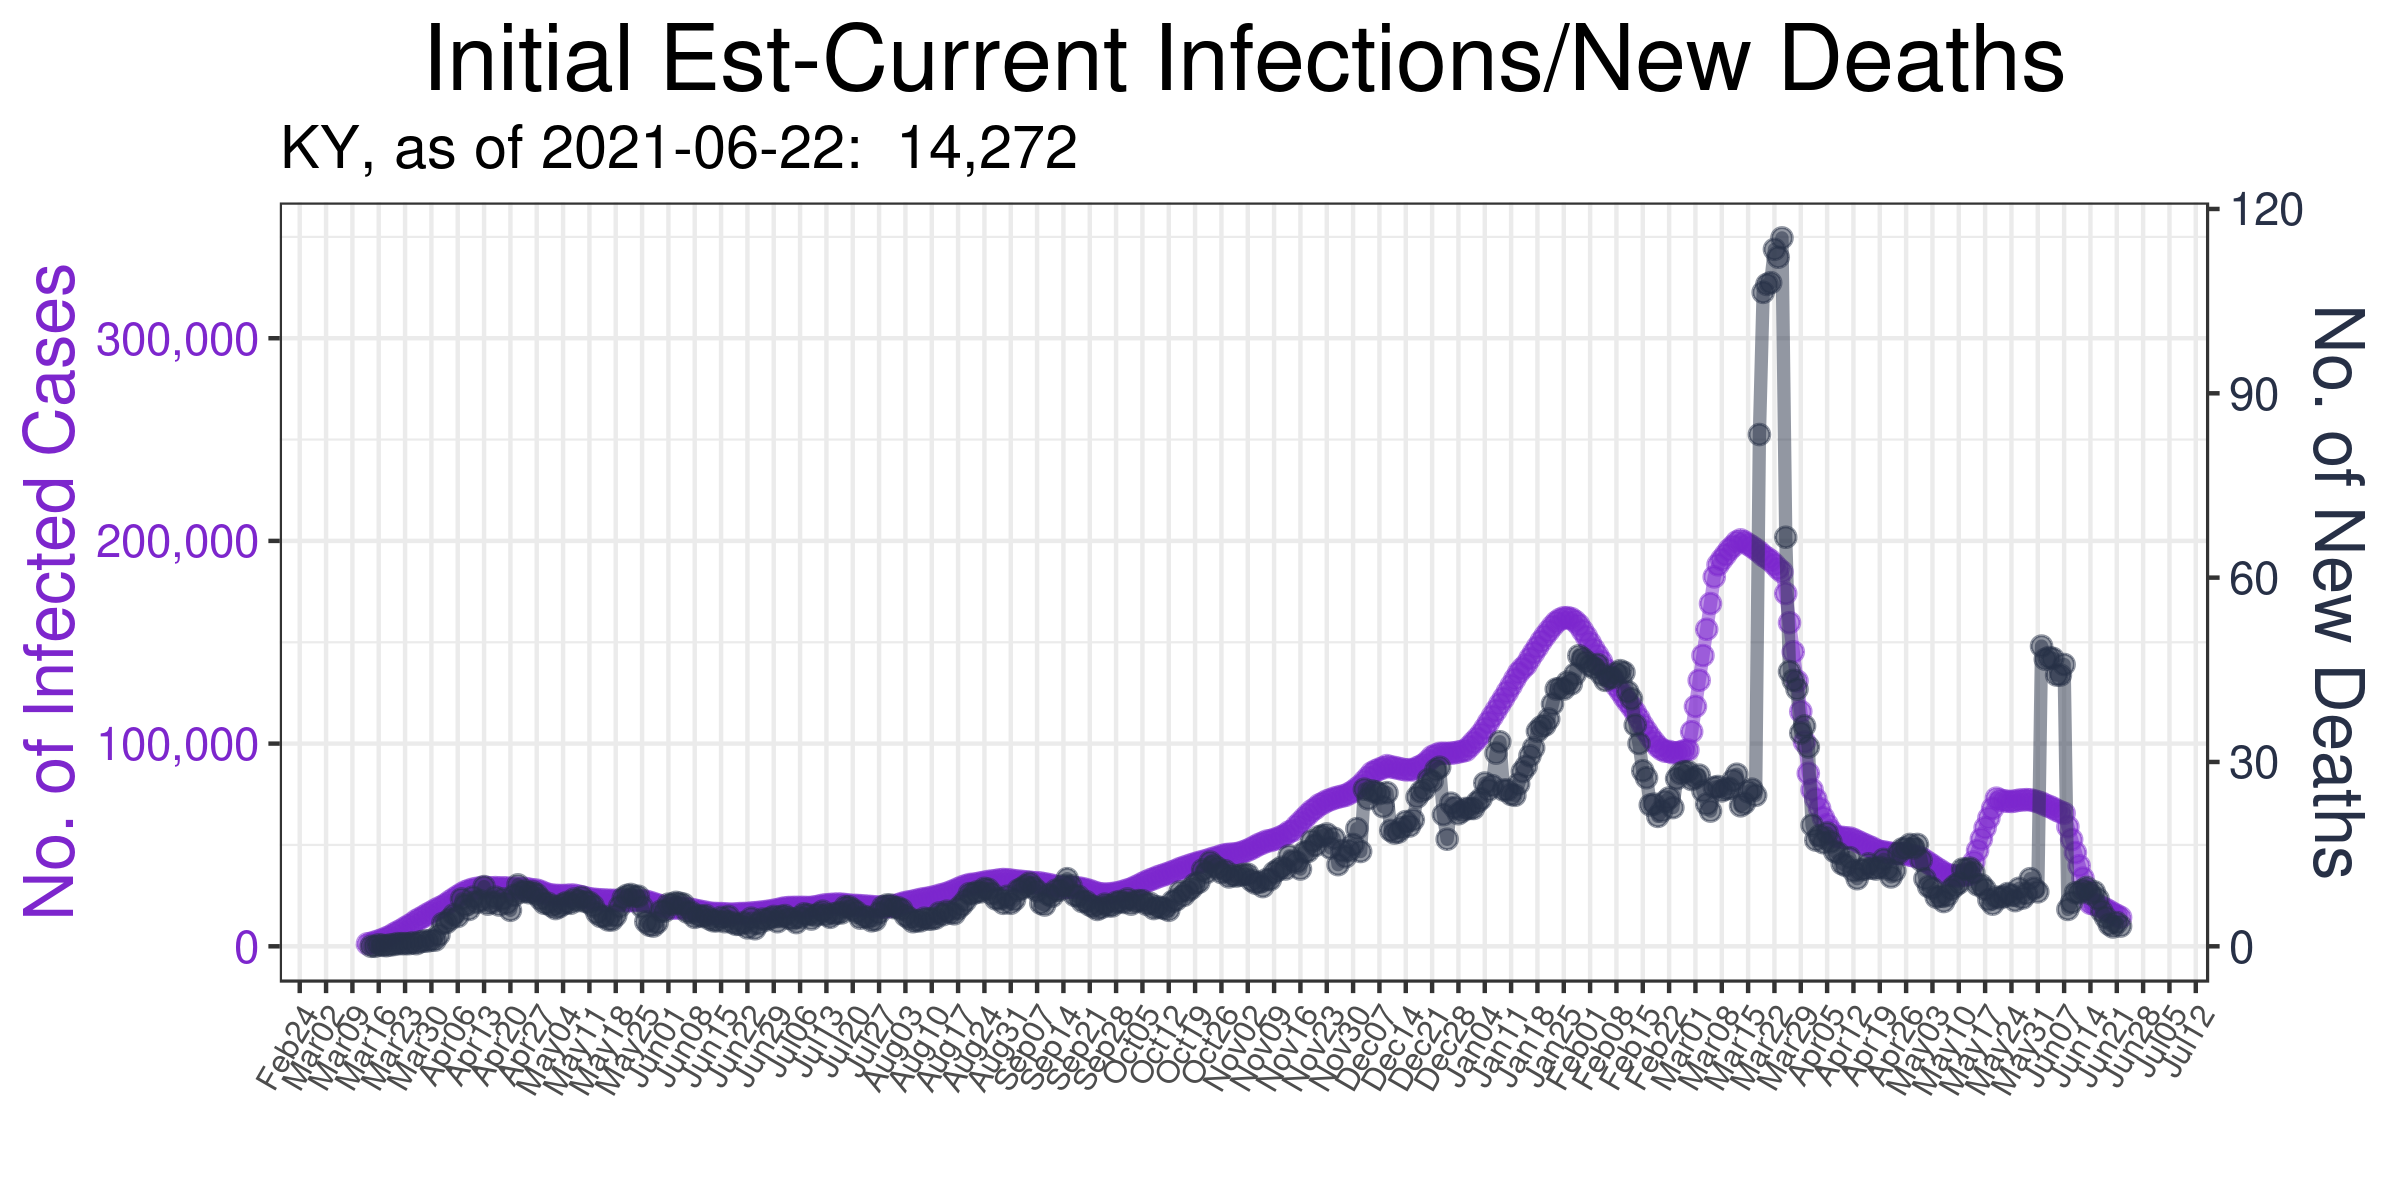 Initial Est-Current Infections/New Deaths
KY, as of 2021-06-22: 14,272
No. of Infected Cases
300,000
200,000
100,000
0
120
90
60
30
0
No. of New Deaths
Feb24
Mar02
Mar09
Mar16
Mar23
Mar30
Apr06
Apr13
Apr20
Apr27
May04
May11
May18
May25
Jun01
Jun08
Jun15
Jun22
Jun29
Jul06
Jul13
Jul20
Jul27
Aug03
Aug10
Aug17
Aug24
Aug31
Sep07
Sep14
Sep21
Sep28
Oct05
Oct12
Oct19
Oct26
Nov02
Nov09
Nov16
Nov23
Nov30
Dec07
Dec14
Dec21
Dec28
Jan04
Jan11
Jan18
Jan25
Feb01
Feb08
Feb15
Feb22
Mar01
Mar08
Mar15
Mar22
Mar29
Apr05
Apr12
Apr19
Apr26
May03
May10
May17
May24
May31
Jun07
Jun14
Jun21
Jun28
Jul05
Jul12